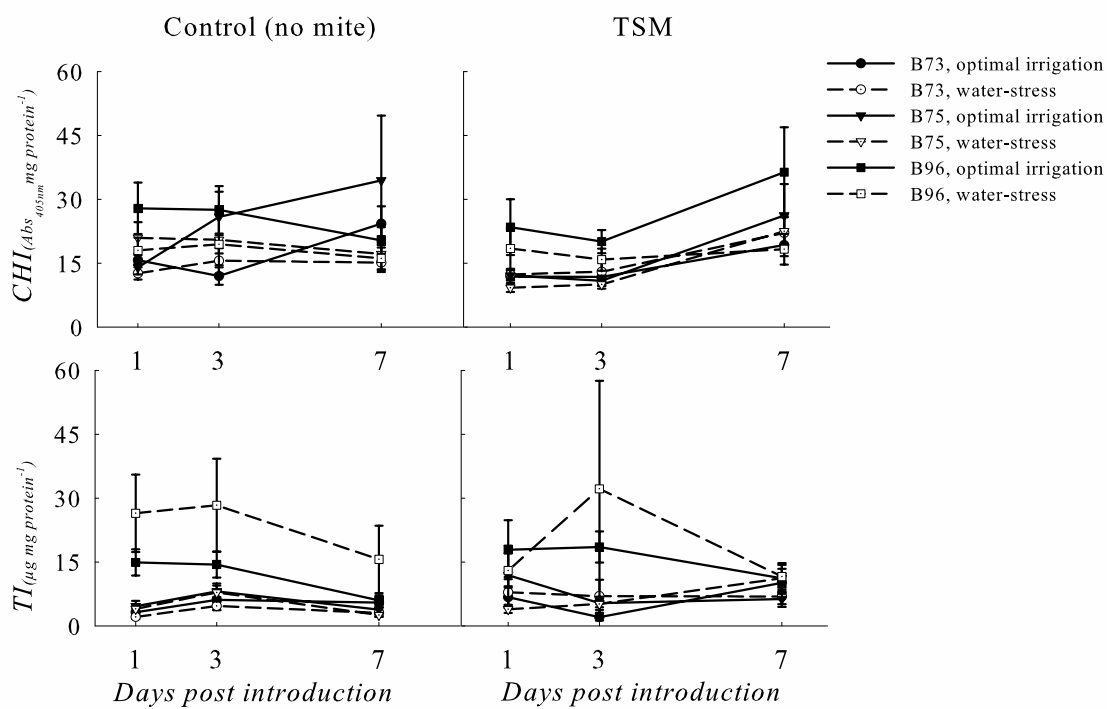 Control (no mite)
TSM
B73, optimal irrigation
B73, water-stress
B75, optimal irrigation
B75, water-stress
B96, optimal irrigation
B96, water-stress
CHI(Abs 405nm mg protein-1)
60
45
30
15
0
1 3 7
1 3 7
TI(µg mg protein-1)
60
45
30
15
0
1 3 7
1 3 7
Days post introduction
Days post introduction